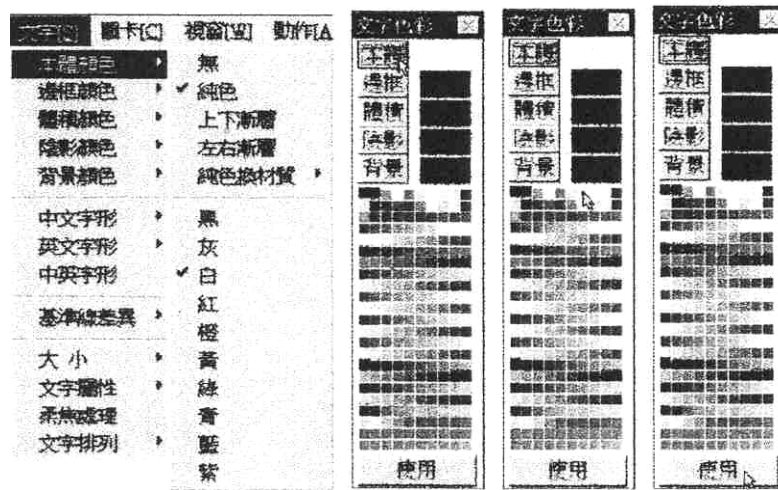 文字[S] 圖卡[C] 視窗[W] 動作[A
本體顏色
邊框顏色
體積顏色
陰影顏色
背景顏色
中文字形
英文字形
中英字形
基準線差異
大 小
文字屬性
柔焦處理
文字排列
無
純色
上下漸層
左右漸層
純色換材質
黑
灰
白
紅
橙
黃
綠
青
藍
紫
文字色彩
本體
邊框
體積
陰影
背景
使用
文字色彩
本體
邊框
體積
陰影
背景
使用
文字色彩
本體
邊框
體積
陰影
背景
使用